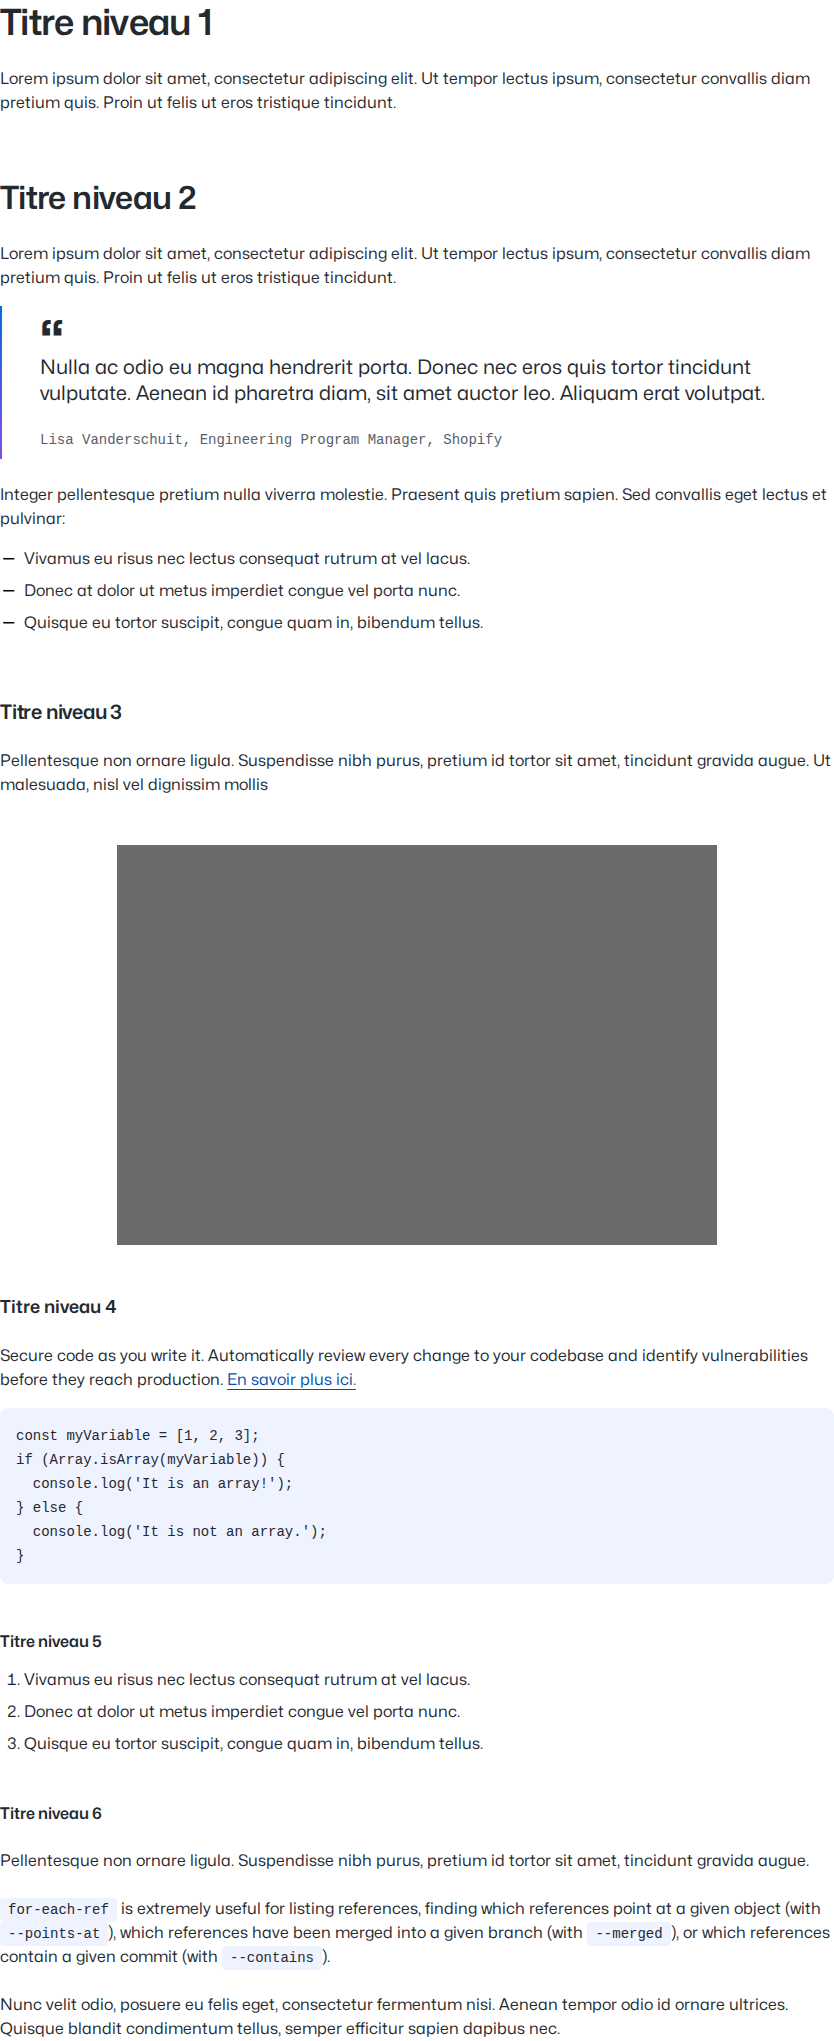 Titre niveau 1
Lorem ipsum dolor sit amet, consectetur adipiscing elit. Ut tempor lectus ipsum, consectetur convallis diam
pretium quis. Proin ut felis ut eros tristique tincidunt.
Titre niveau 2
Lorem ipsum dolor sit amet, consectetur adipiscing elit. Ut tempor lectus ipsum, consectetur convallis diam
pretium quis. Proin ut felis ut eros tristique tincidunt.
“
Nulla ac odio eu magna hendrerit porta. Donec nec eros quis tortor tincidunt
vulputate. Aenean id pharetra diam, sit amet auctor leo. Aliquam erat volutpat.
Lisa Vanderschuit, Engineering Program Manager, Shopify
Integer pellentesque pretium nulla viverra molestie. Praesent quis pretium sapien. Sed convallis eget lectus et
pulvinar:
— Vivamus eu risus nec lectus consequat rutrum at vel lacus.
— Donec at dolor ut metus imperdiet congue vel porta nunc.
— Quisque eu tortor suscipit, congue quam in, bibendum tellus.
Titre niveau 3
Pellentesque non ornare ligula. Suspendisse nibh purus, pretium id tortor sit amet, tincidunt gravida augue. Ut
malesuada, nisl vel dignissim mollis
Titre niveau 4
Secure code as you write it. Automatically review every change to your codebase and identify vulnerabilities
before they reach production. En savoir plus ici.
const myVariable = [1, 2, 3];
if (Array.isArray(myVariable)) {
  console.log('It is an array!');
} else {
  console.log('It is not an array.');
}
Titre niveau 5
1. Vivamus eu risus nec lectus consequat rutrum at vel lacus.
2. Donec at dolor ut metus imperdiet congue vel porta nunc.
3. Quisque eu tortor suscipit, congue quam in, bibendum tellus.
Titre niveau 6
Pellentesque non ornare ligula. Suspendisse nibh purus, pretium id tortor sit amet, tincidunt gravida augue.
for-each-ref is extremely useful for listing references, finding which references point at a given object (with
--points-at ), which references have been merged into a given branch (with --merged ), or which references
contain a given commit (with --contains ).
Nunc velit odio, posuere eu felis eget, consectetur fermentum nisi. Aenean tempor odio id ornare ultrices.
Quisque blandit condimentum tellus, semper efficitur sapien dapibus nec.